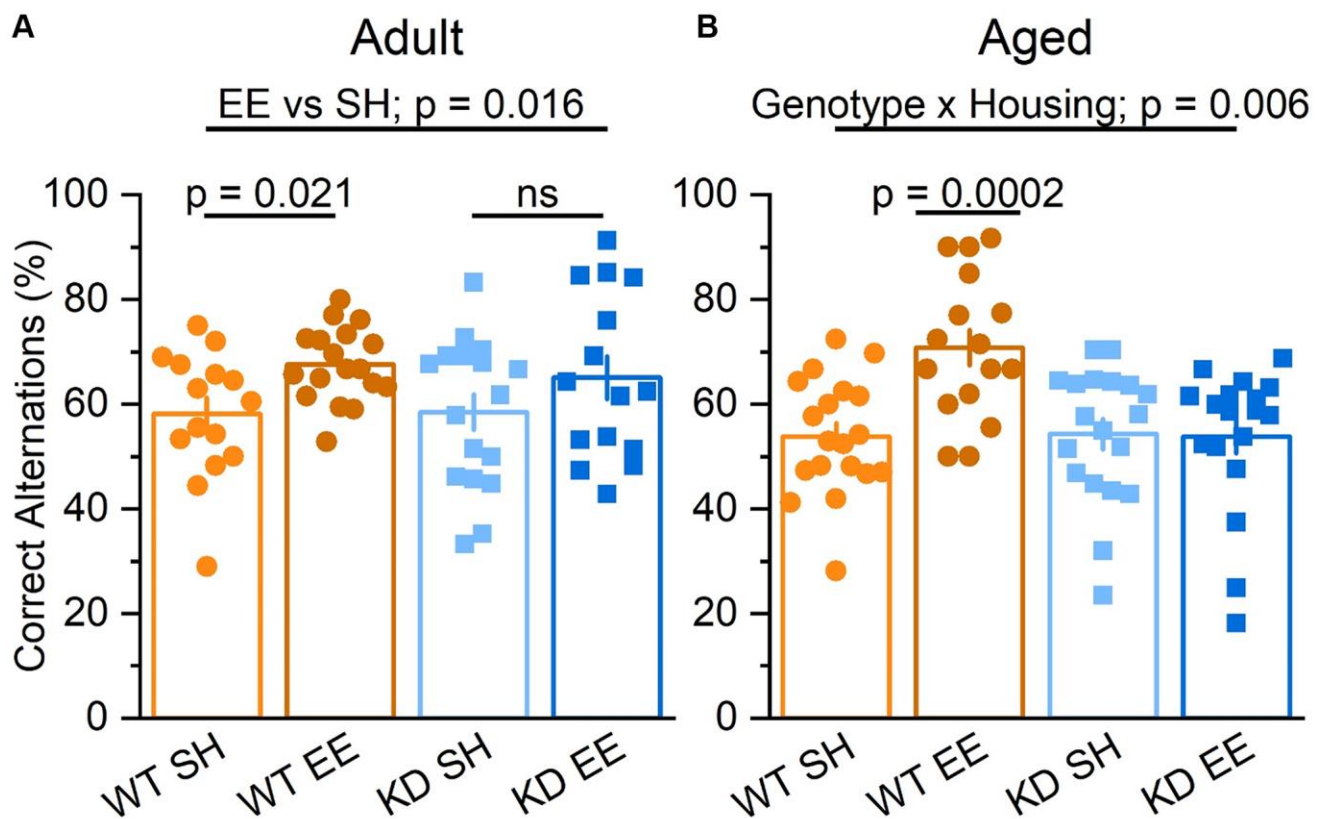 A
Adult
EE vs SH; p = 0.016
p = 0.021
ns
Correct Alternations (%)
100
80
60
40
20
0
WT SH
WT EE
KD SH
KD EE
B
Aged
Genotype x Housing; p = 0.006
p = 0.0002
100
80
60
40
20
0
WT SH
WT EE
KD SH
KD EE